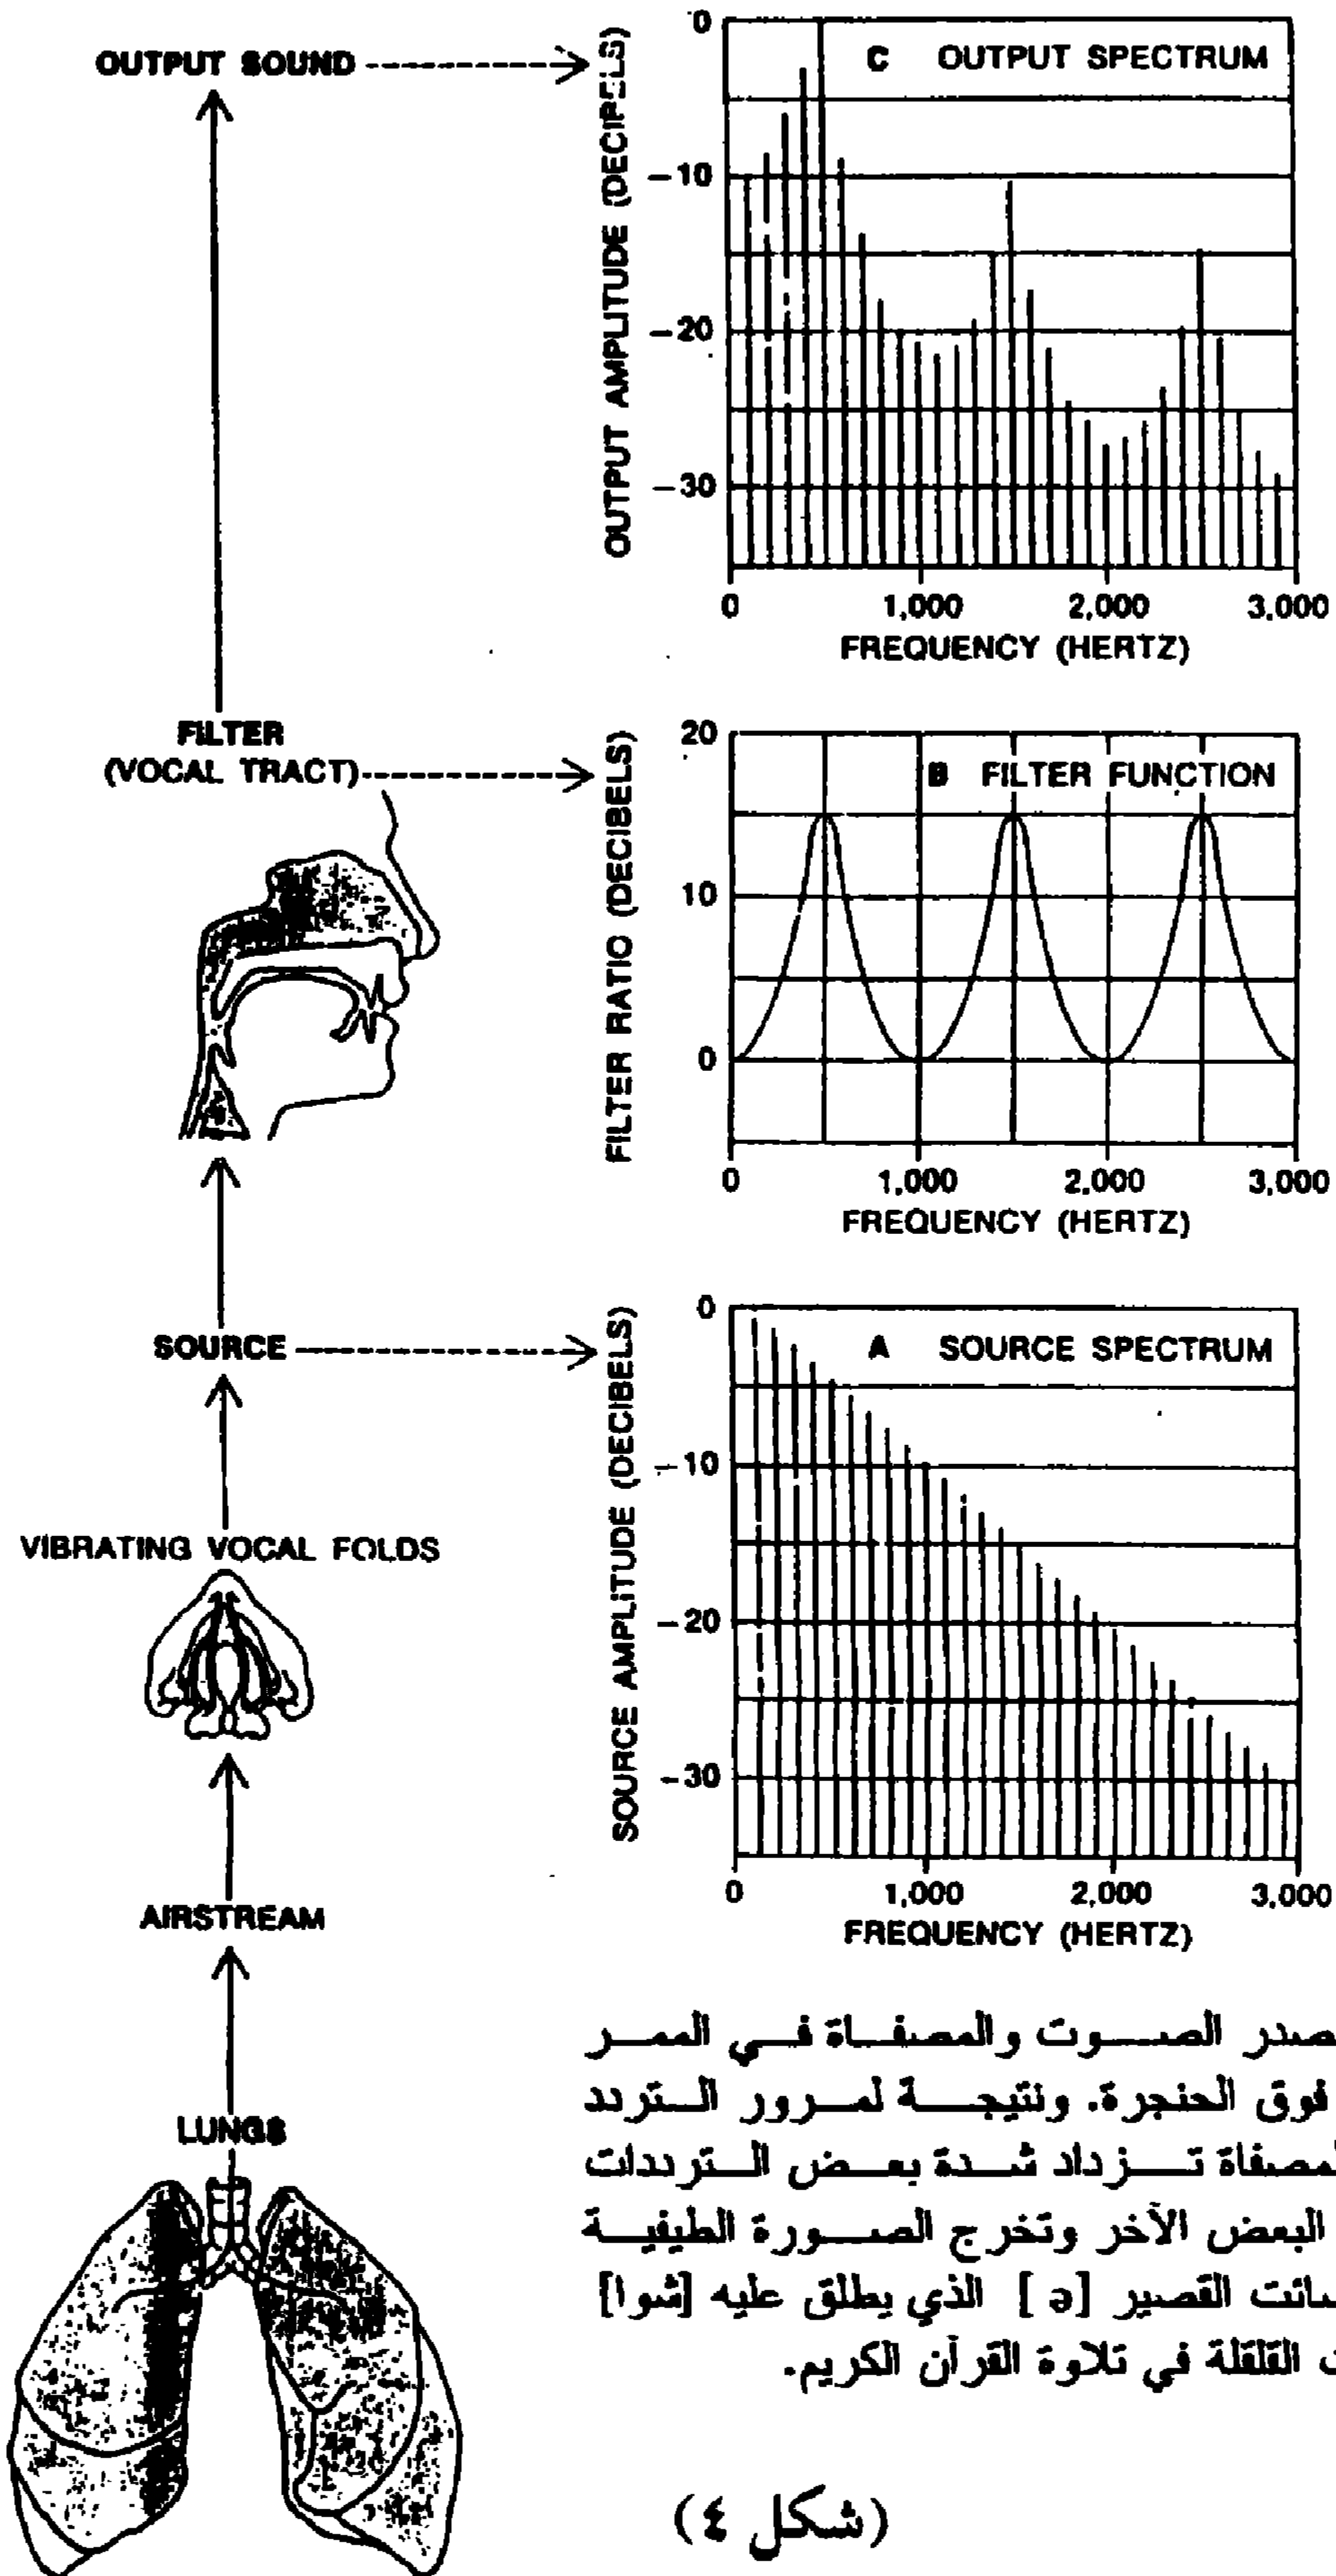 OUTPUT SOUND
OUTPUT AMPLITUDE (DECIBELS)
C OUTPUT SPECTRUM
0
−10
−20
−30
0 1,000 2,000 3,000
FREQUENCY (HERTZ)
FILTER
(VOCAL TRACT)
FILTER RATIO (DECIBELS)
B FILTER FUNCTION
20
10
0
0 1,000 2,000 3,000
FREQUENCY (HERTZ)
SOURCE
SOURCE AMPLITUDE (DECIBELS)
A SOURCE SPECTRUM
0
−10
−20
−30
0 1,000 2,000 3,000
FREQUENCY (HERTZ)
VIBRATING VOCAL FOLDS
AIRSTREAM
LUNGS
صدر الصوت والمصفاة في الممر
فوق الحنجرة. ونتيجة لمرور التردد
لمصفاة تزداد شدة بعض الترددات
البعض الآخر وتخرج الصورة الطيفية
صائت القصير [ə] الذي يطلق عليه [شوا]
ت القلقلة في تلاوة القرآن الكريم.
(شكل ٤)